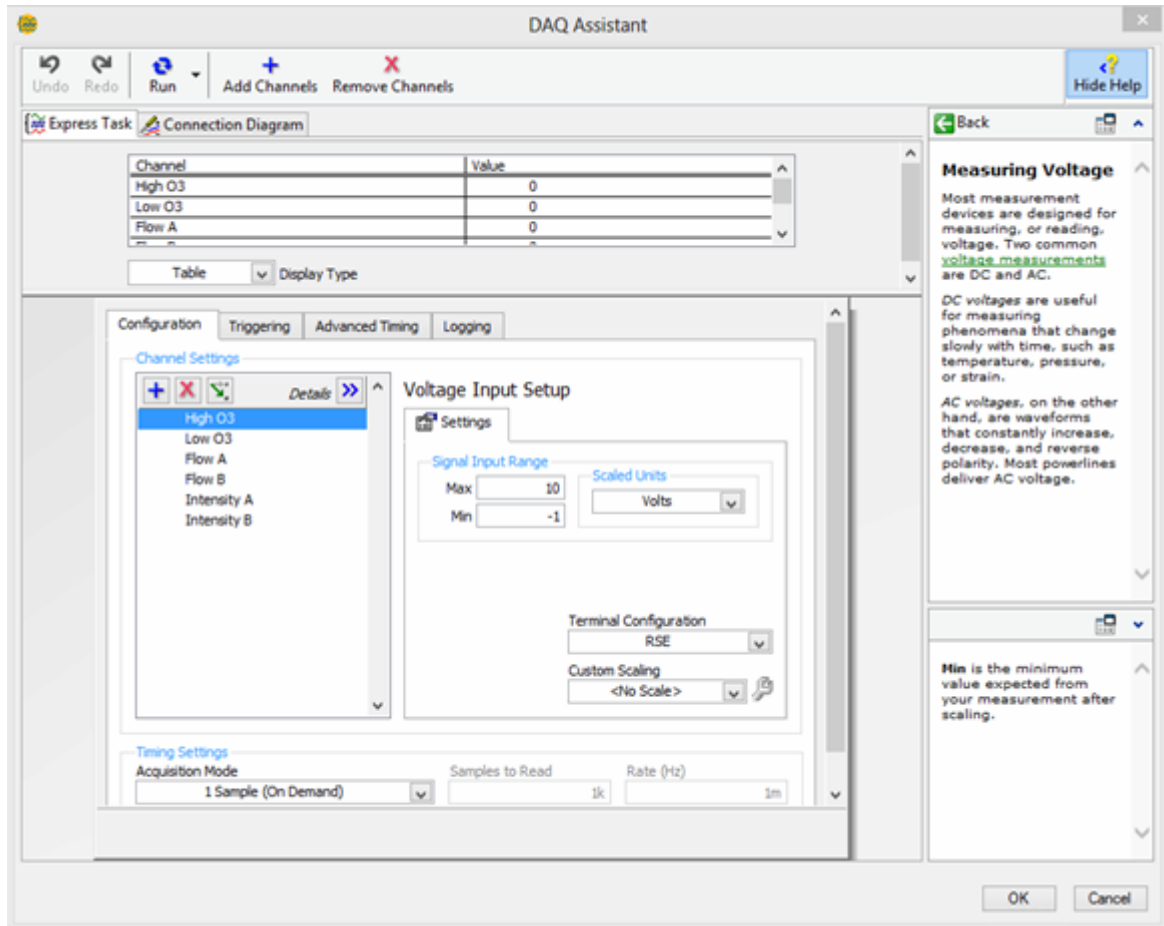 DAQ Assistant
Undo Redo Run Add Channels Remove Channels Hide Help
Express Task Connection Diagram
Channel Value
High O3 0
Low O3 0
Flow A 0
Table Display Type
Configuration Triggering Advanced Timing Logging
Channel Settings
Details
High O3
Low O3
Flow A
Flow B
Intensity A
Intensity B
Voltage Input Setup
Settings
Signal Input Range
Max 10
Min -1
Scaled Units
Volts
Terminal Configuration
RSE
Custom Scaling
<No Scale>
Timing Settings
Acquisition Mode Samples to Read Rate (Hz)
1 Sample (On Demand) 1k 1m
Back
Measuring Voltage
Most measurement
devices are designed for
measuring, or reading,
voltage. Two common
voltage measurements
are DC and AC.
DC voltages are useful
for measuring
phenomena that change
slowly with time, such as
temperature, pressure,
or strain.
AC voltages, on the other
hand, are waveforms
that constantly increase,
decrease, and reverse
polarity. Most powerlines
deliver AC voltage.
Min is the minimum
value expected from
your measurement after
scaling.
OK Cancel